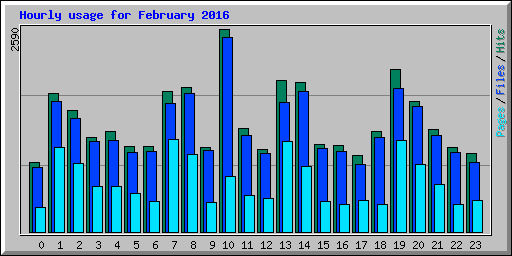 Hourly usage for February 2016
2590
Pages/Files/Hits
0 1 2 3 4 5 6 7 8 9 10 11 12 13 14 15 16 17 18 19 20 21 22 23